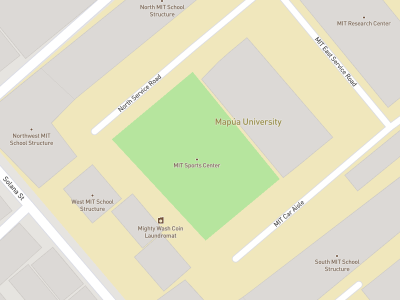 North MIT School
Structure
MIT Research Center
MIT East Service Road
North Service Road
Mapua University
Northwest MIT
School Structure
MIT Sports Center
Solana St
West MIT School
Structure
Mighty Wash Coin
Laundromat
MIT Car Aisle
South MIT School
Structure